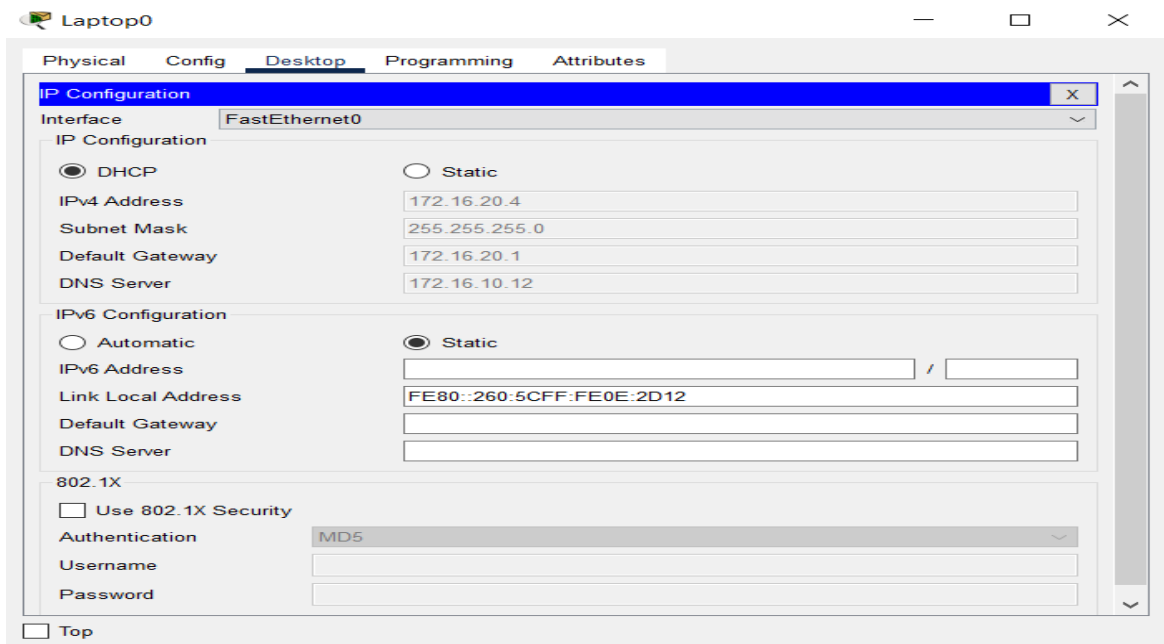 Laptop0
Physical Config Desktop Programming Attributes
IP Configuration X
Interface FastEthernet0
IP Configuration
DHCP Static
IPv4 Address 172.16.20.4
Subnet Mask 255.255.255.0
Default Gateway 172.16.20.1
DNS Server 172.16.10.12
IPv6 Configuration
Automatic Static
IPv6 Address /
Link Local Address FE80::260:5CFF:FE0E:2D12
Default Gateway
DNS Server
802.1X
Use 802.1X Security
Authentication MD5
Username
Password
Top